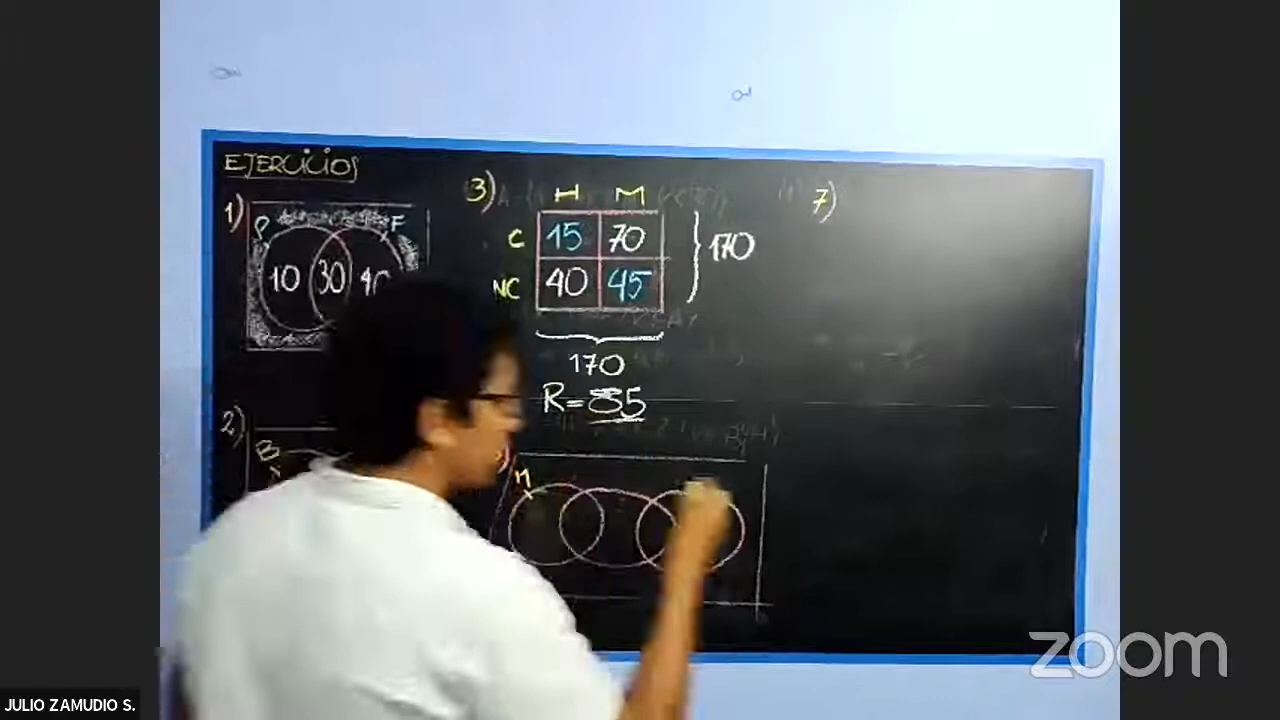 EJERCICIOS
1)
P F
10 30
2)
B
3) H M
C 15 70
NC 40 45
170
170
R=85
M
7)
zoom
JULIO ZAMUDIO S.